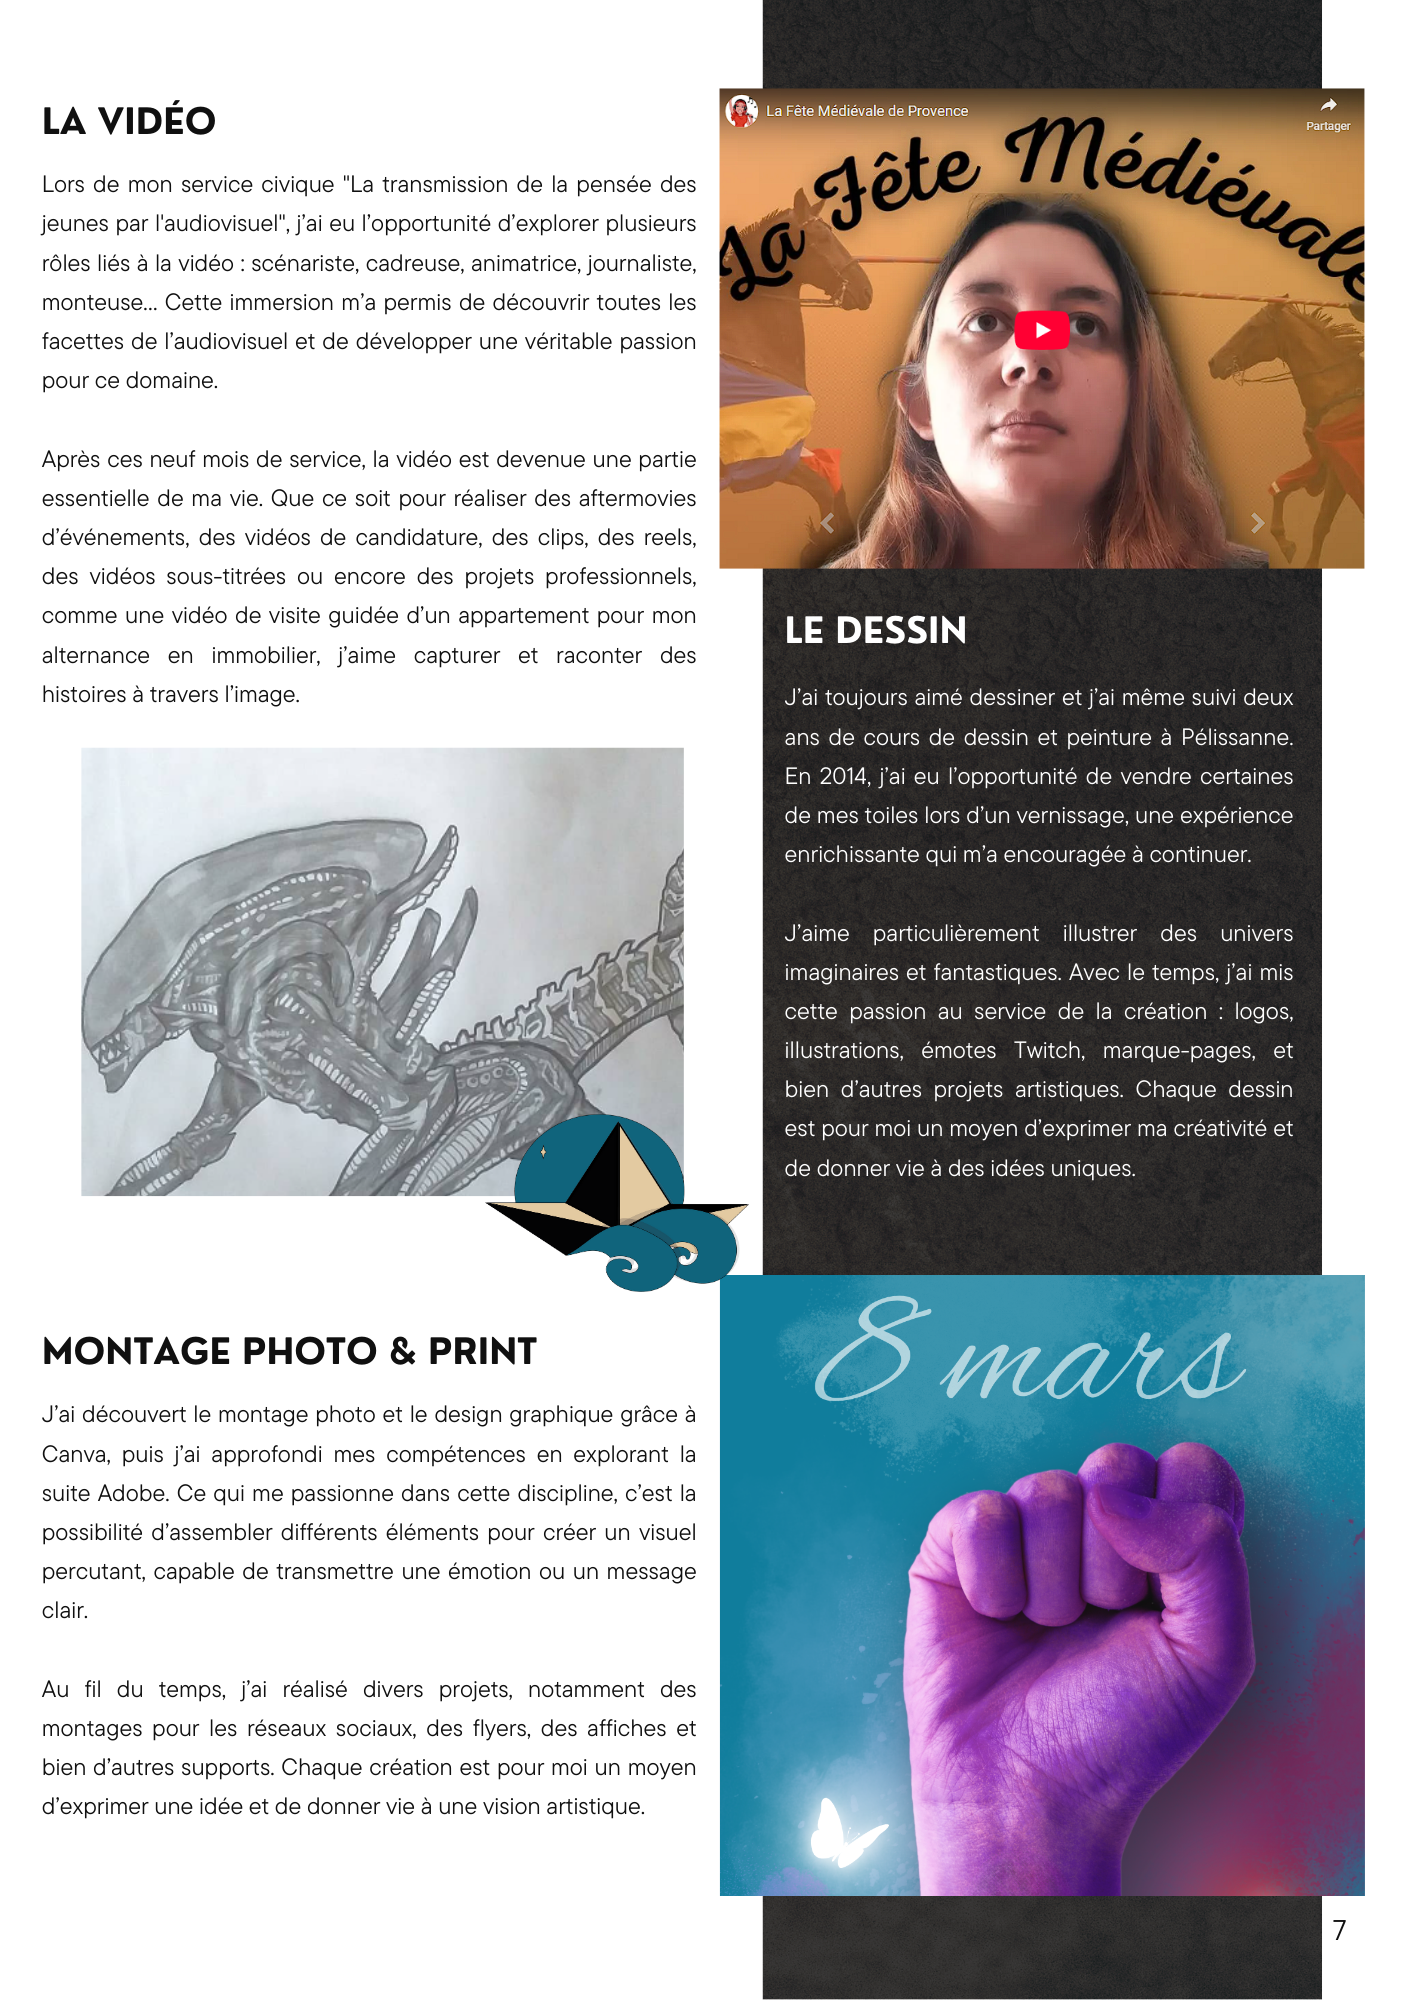 LA VIDÉO
Lors de mon service civique "La transmission de la pensée des
jeunes par l'audiovisuel", j’ai eu l’opportunité d’explorer plusieurs
rôles liés à la vidéo : scénariste, cadreuse, animatrice, journaliste,
monteuse... Cette immersion m’a permis de découvrir toutes les
facettes de l’audiovisuel et de développer une véritable passion
pour ce domaine.
Après ces neuf mois de service, la vidéo est devenue une partie
essentielle de ma vie. Que ce soit pour réaliser des aftermovies
d’événements, des vidéos de candidature, des clips, des reels,
des vidéos sous-titrées ou encore des projets professionnels,
comme une vidéo de visite guidée d’un appartement pour mon
alternance en immobilier, j’aime capturer et raconter des
histoires à travers l’image.
La Fête Médiévale de Provence
Partager
La Fête Médiévale
LE DESSIN
J’ai toujours aimé dessiner et j’ai même suivi deux
ans de cours de dessin et peinture à Pélissanne.
En 2014, j’ai eu l’opportunité de vendre certaines
de mes toiles lors d’un vernissage, une expérience
enrichissante qui m’a encouragée à continuer.
J’aime particulièrement illustrer des univers
imaginaires et fantastiques. Avec le temps, j’ai mis
cette passion au service de la création : logos,
illustrations, émotes Twitch, marque-pages, et
bien d’autres projets artistiques. Chaque dessin
est pour moi un moyen d’exprimer ma créativité et
de donner vie à des idées uniques.
MONTAGE PHOTO & PRINT
J’ai découvert le montage photo et le design graphique grâce à
Canva, puis j’ai approfondi mes compétences en explorant la
suite Adobe. Ce qui me passionne dans cette discipline, c’est la
possibilité d’assembler différents éléments pour créer un visuel
percutant, capable de transmettre une émotion ou un message
clair.
Au fil du temps, j’ai réalisé divers projets, notamment des
montages pour les réseaux sociaux, des flyers, des affiches et
bien d’autres supports. Chaque création est pour moi un moyen
d’exprimer une idée et de donner vie à une vision artistique.
8 mars
7